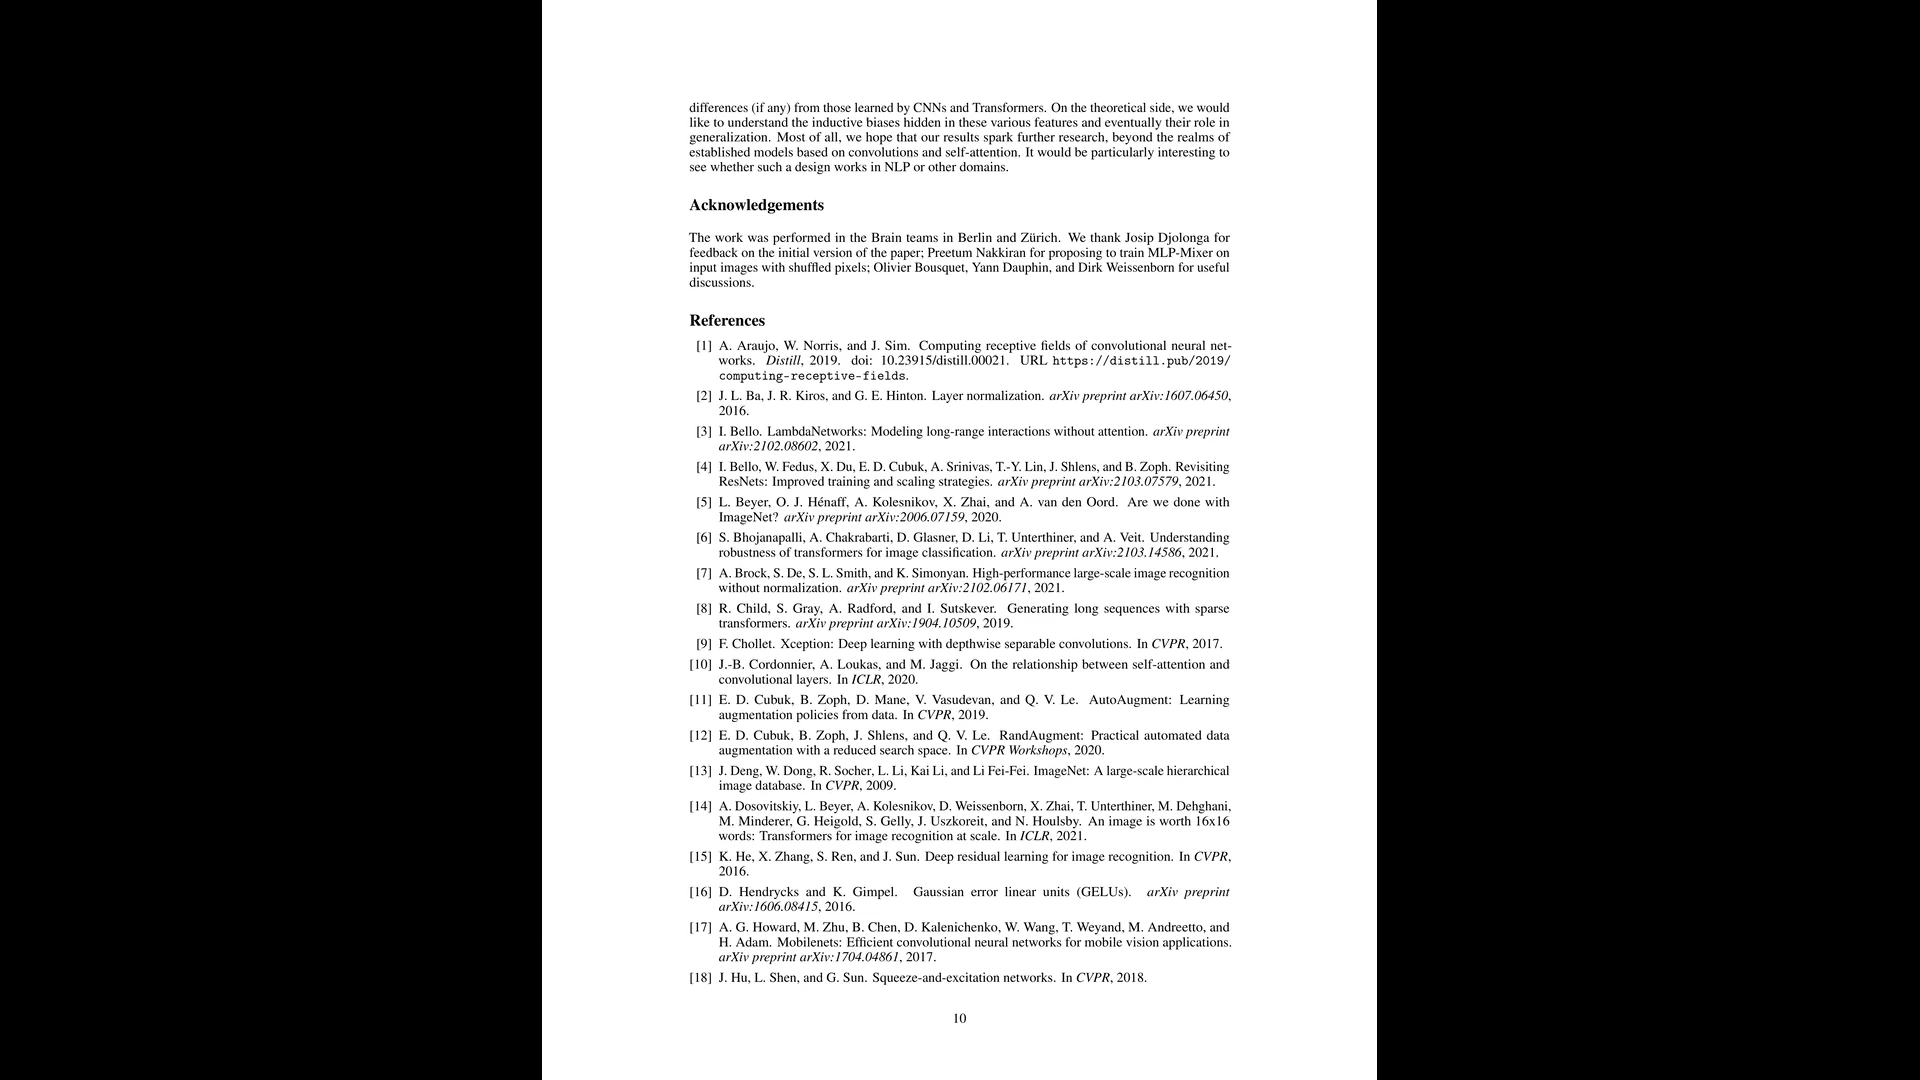 differences (if any) from those learned by CNNs and Transformers. On the theoretical side, we would
like to understand the inductive biases hidden in these various features and eventually their role in
generalization. Most of all, we hope that our results spark further research, beyond the realms of
established models based on convolutions and self-attention. It would be particularly interesting to
see whether such a design works in NLP or other domains.
Acknowledgements
The work was performed in the Brain teams in Berlin and Zürich. We thank Josip Djolonga for
feedback on the initial version of the paper; Preetum Nakkiran for proposing to train MLP-Mixer on
input images with shuffled pixels; Olivier Bousquet, Yann Dauphin, and Dirk Weissenborn for useful
discussions.
References
[1] A. Araujo, W. Norris, and J. Sim. Computing receptive fields of convolutional neural net-
works. Distill, 2019. doi: 10.23915/distill.00021. URL https://distill.pub/2019/
computing-receptive-fields.
[2] J. L. Ba, J. R. Kiros, and G. E. Hinton. Layer normalization. arXiv preprint arXiv:1607.06450,
2016.
[3] I. Bello. LambdaNetworks: Modeling long-range interactions without attention. arXiv preprint
arXiv:2102.08602, 2021.
[4] I. Bello, W. Fedus, X. Du, E. D. Cubuk, A. Srinivas, T.-Y. Lin, J. Shlens, and B. Zoph. Revisiting
ResNets: Improved training and scaling strategies. arXiv preprint arXiv:2103.07579, 2021.
[5] L. Beyer, O. J. Hénaff, A. Kolesnikov, X. Zhai, and A. van den Oord. Are we done with
ImageNet? arXiv preprint arXiv:2006.07159, 2020.
[6] S. Bhojanapalli, A. Chakrabarti, D. Glasner, D. Li, T. Unterthiner, and A. Veit. Understanding
robustness of transformers for image classification. arXiv preprint arXiv:2103.14586, 2021.
[7] A. Brock, S. De, S. L. Smith, and K. Simonyan. High-performance large-scale image recognition
without normalization. arXiv preprint arXiv:2102.06171, 2021.
[8] R. Child, S. Gray, A. Radford, and I. Sutskever. Generating long sequences with sparse
transformers. arXiv preprint arXiv:1904.10509, 2019.
[9] F. Chollet. Xception: Deep learning with depthwise separable convolutions. In CVPR, 2017.
[10] J.-B. Cordonnier, A. Loukas, and M. Jaggi. On the relationship between self-attention and
convolutional layers. In ICLR, 2020.
[11] E. D. Cubuk, B. Zoph, D. Mane, V. Vasudevan, and Q. V. Le. AutoAugment: Learning
augmentation policies from data. In CVPR, 2019.
[12] E. D. Cubuk, B. Zoph, J. Shlens, and Q. V. Le. RandAugment: Practical automated data
augmentation with a reduced search space. In CVPR Workshops, 2020.
[13] J. Deng, W. Dong, R. Socher, L. Li, Kai Li, and Li Fei-Fei. ImageNet: A large-scale hierarchical
image database. In CVPR, 2009.
[14] A. Dosovitskiy, L. Beyer, A. Kolesnikov, D. Weissenborn, X. Zhai, T. Unterthiner, M. Dehghani,
M. Minderer, G. Heigold, S. Gelly, J. Uszkoreit, and N. Houlsby. An image is worth 16x16
words: Transformers for image recognition at scale. In ICLR, 2021.
[15] K. He, X. Zhang, S. Ren, and J. Sun. Deep residual learning for image recognition. In CVPR,
2016.
[16] D. Hendrycks and K. Gimpel. Gaussian error linear units (GELUs). arXiv preprint
arXiv:1606.08415, 2016.
[17] A. G. Howard, M. Zhu, B. Chen, D. Kalenichenko, W. Wang, T. Weyand, M. Andreetto, and
H. Adam. Mobilenets: Efficient convolutional neural networks for mobile vision applications.
arXiv preprint arXiv:1704.04861, 2017.
[18] J. Hu, L. Shen, and G. Sun. Squeeze-and-excitation networks. In CVPR, 2018.
10